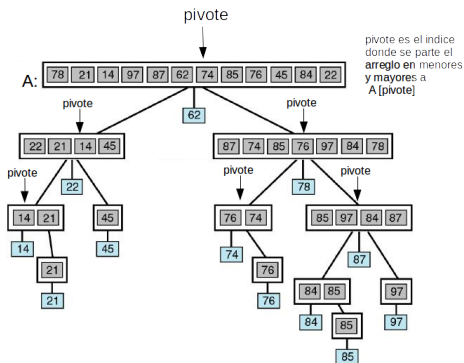 pivote
pivote es el indice
donde se parte el
arreglo en menores
y mayores a
A [pivote]
A: 78 21 14 97 87 62 74 85 76 45 84 22
pivote
pivote
62
22 21 14 45
87 74 85 76 97 84 78
pivote
pivote
pivote
22
78
14 21
45
76 74
85 97 84 87
14
45
74
87
21
76
84 85
97
21
76
84
97
85
85